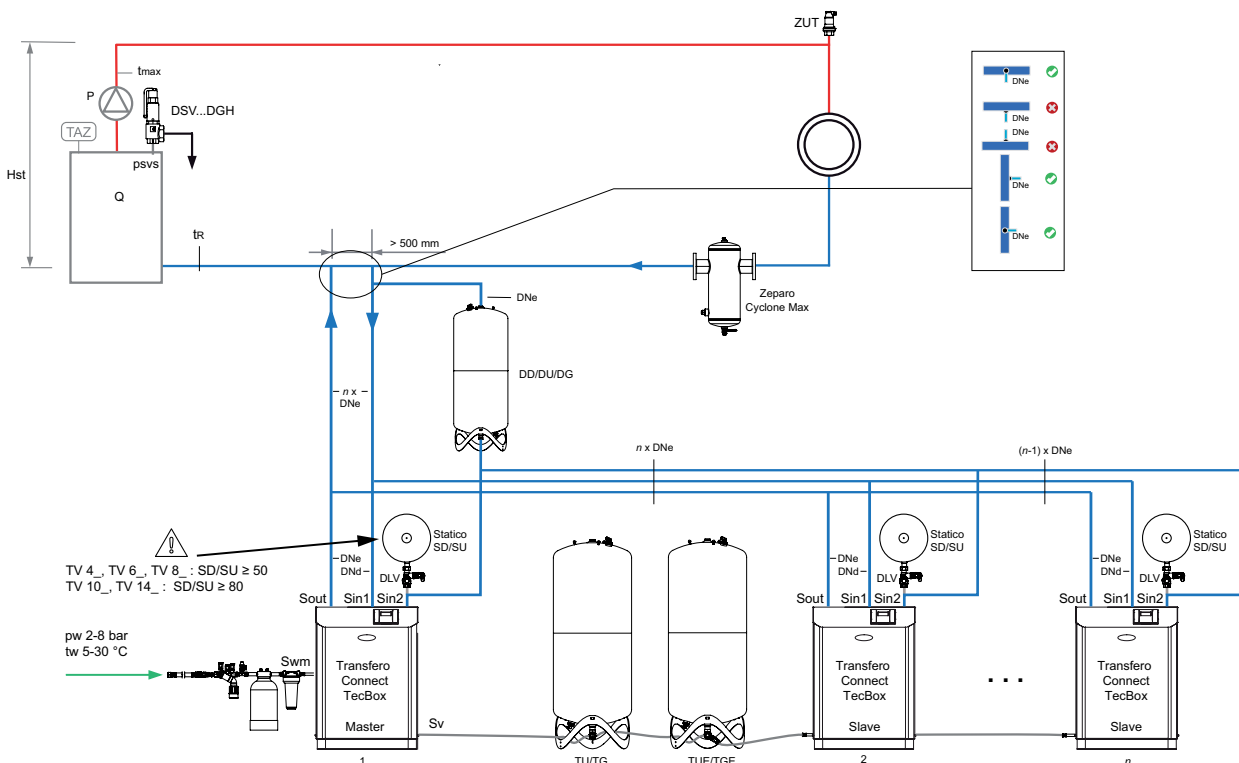 ZUT
tmax
P
DSV...DGH
TAZ
psvs
Hst
Q
tR
> 500 mm
DNe
DNe
DNe
DNe
DNe
Zeparo
Cyclone Max
DNe
DD/DU/DG
n x
DNe
n x DNe
(n-1) x DNe
TV 4_, TV 6_, TV 8_ : SD/SU ≥ 50
TV 10_, TV 14_ : SD/SU ≥ 80
Statico
SD/SU
DNe
DNd
DLV
Sout
Sin1
Sin2
Statico
SD/SU
DNe
DNd
DLV
Sout
Sin1
Sin2
Statico
SD/SU
DNe
DNd
DLV
Sout
Sin1
Sin2
pw 2-8 bar
tw 5-30 °C
Swm
Transfero
Connect
TecBox
Master
Sv
1
TU/TG
TUE/TGE
Transfero
Connect
TecBox
Slave
2
. . .
Transfero
Connect
TecBox
Slave
n